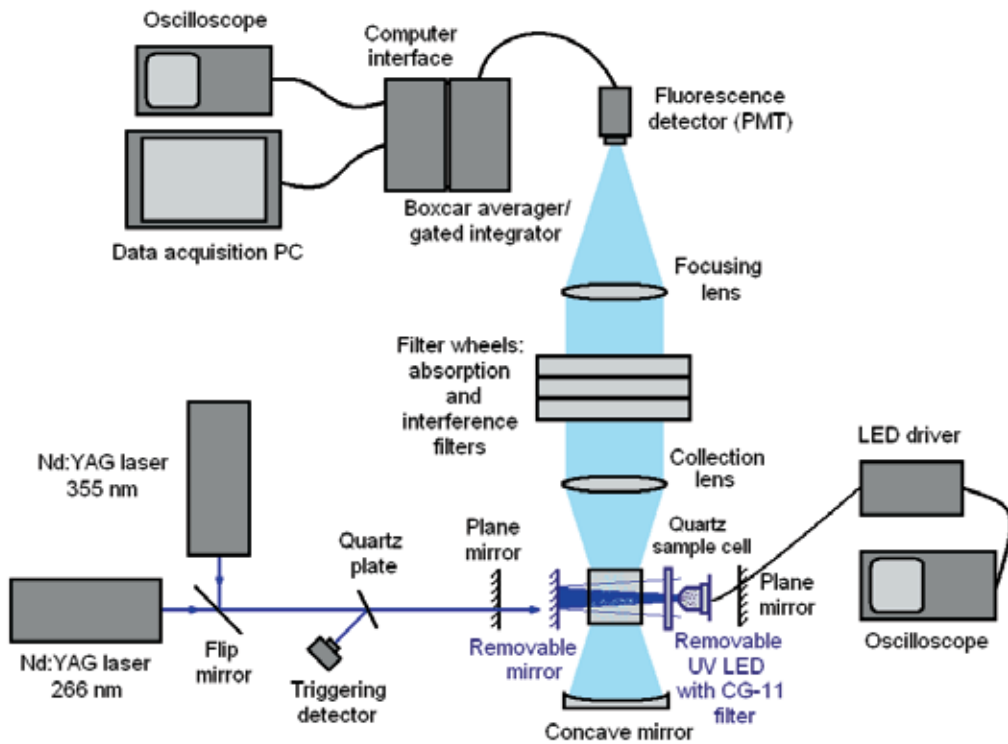 Oscilloscope
Computer
interface
Fluorescence
detector (PMT)
Boxcar averager/
gated integrator
Data acquisition PC
Focusing
lens
Filter wheels:
absorption
and
interference
filters
LED driver
Nd:YAG laser
355 nm
Collection
lens
Quartz
sample cell
Plane
mirror
Quartz
plate
Plane
mirror
Oscilloscope
Removable
mirror
Removable
UV LED
with CG-11
filter
Flip
mirror
Nd:YAG laser
266 nm
Triggering
detector
Concave mirror